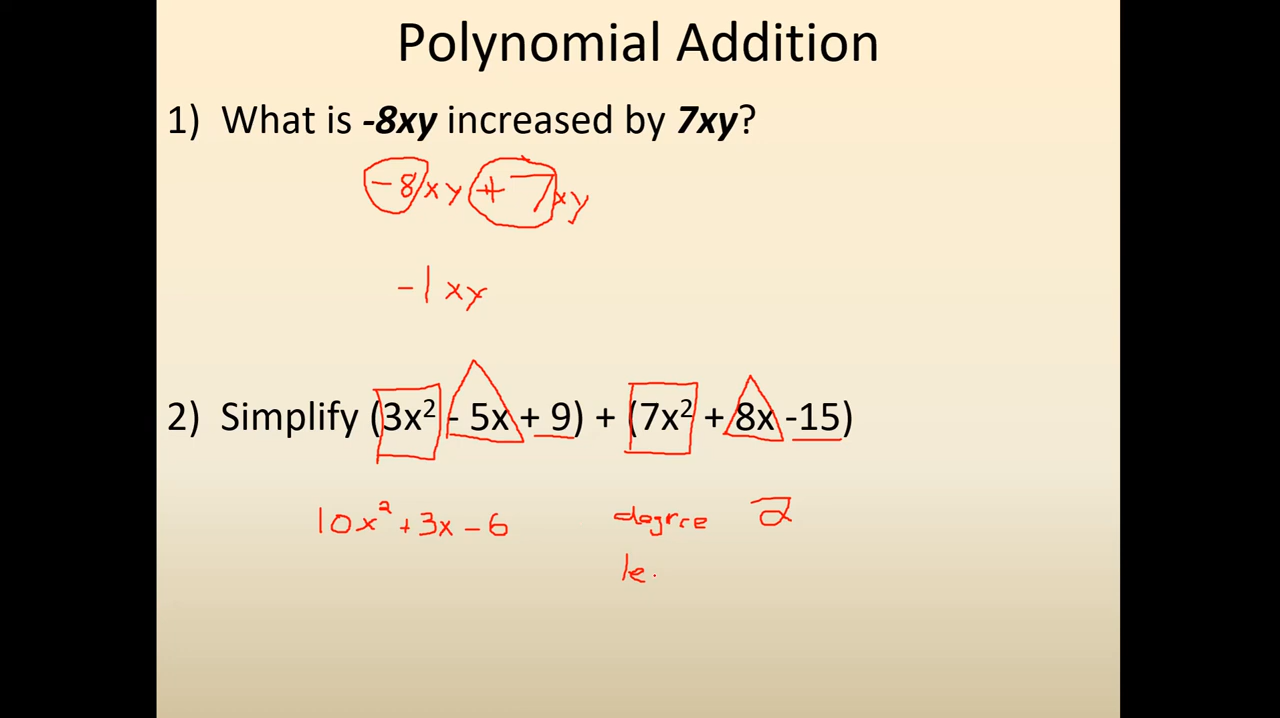 Polynomial Addition
1) What is -8xy increased by 7xy?
-8xy + 7xy
-1xy
2) Simplify (3x² - 5x + 9) + (7x² + 8x -15)
10x² + 3x - 6 degree 2
le